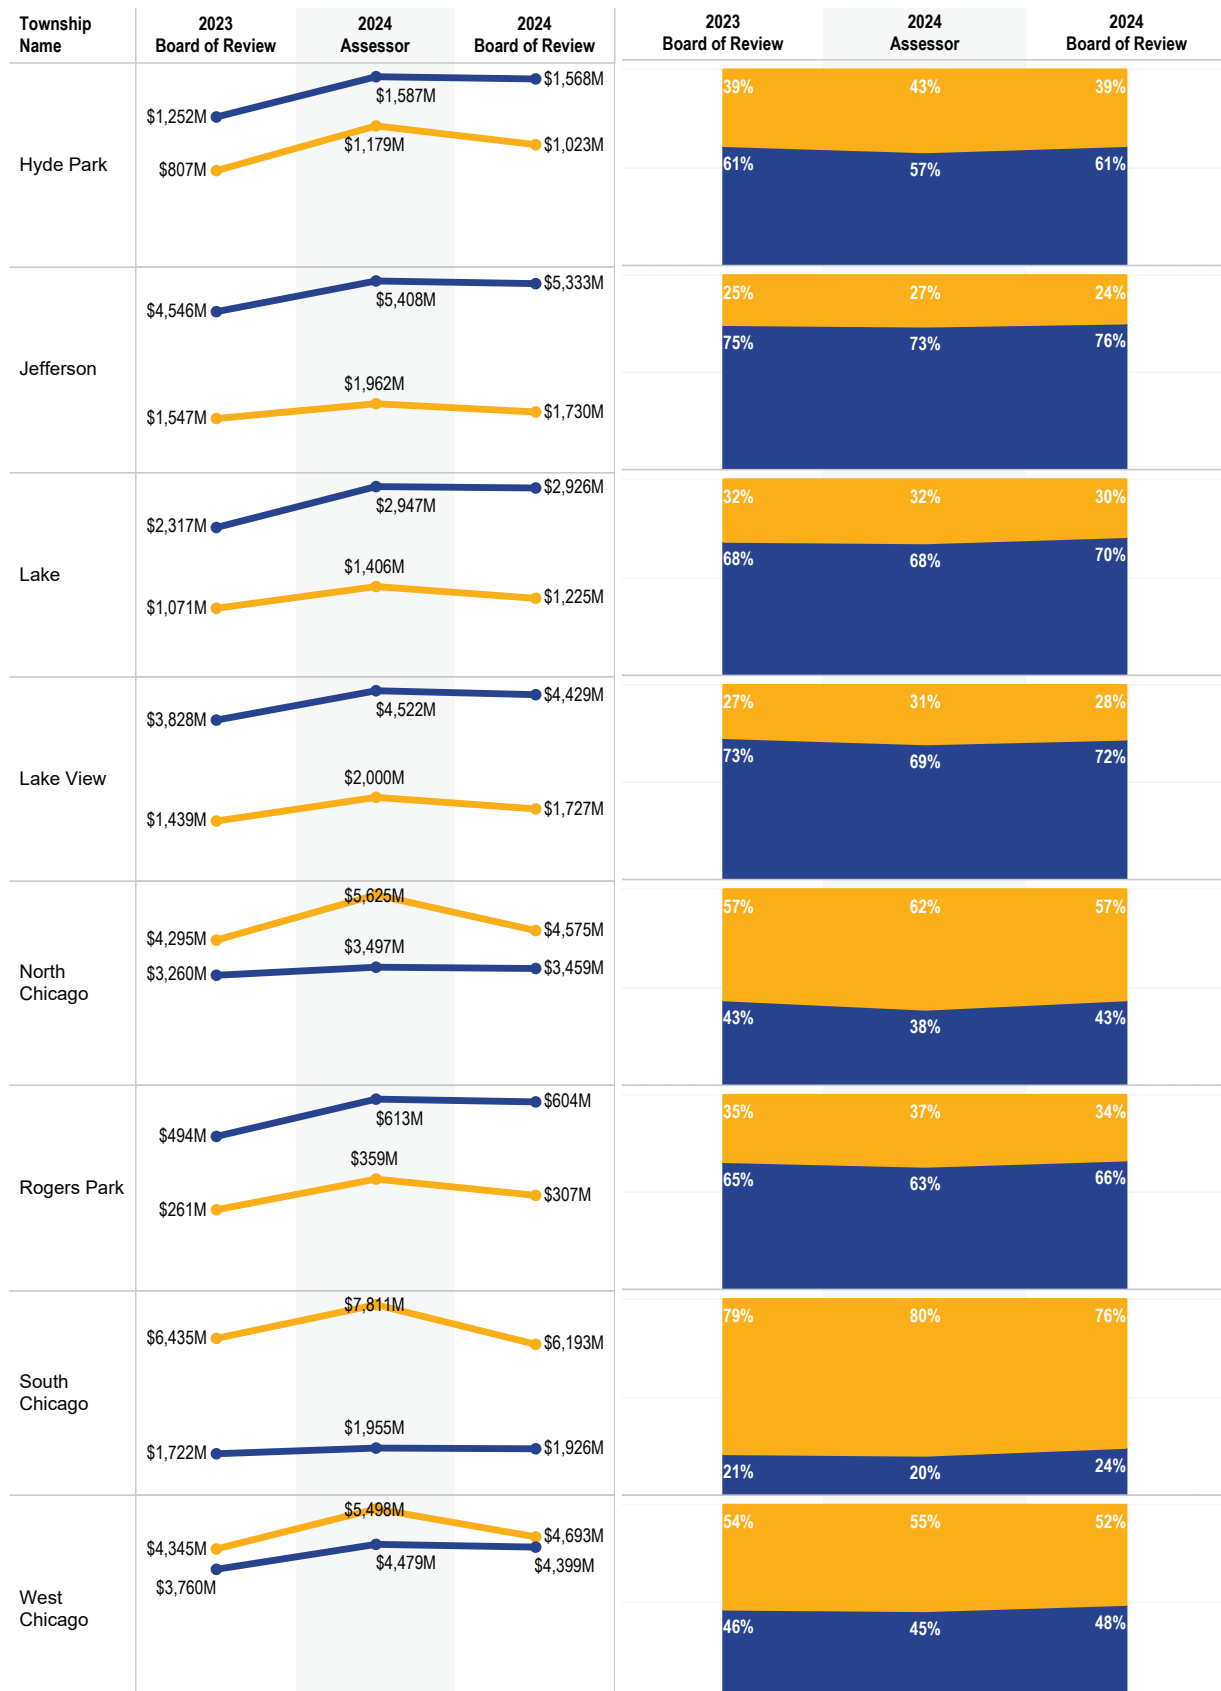 Township
Name
2023
Board of Review
2024
Assessor
2024
Board of Review
2023
Board of Review
2024
Assessor
2024
Board of Review
Hyde Park
$1,252M
$1,587M
$1,568M
$807M
$1,179M
$1,023M
39%
43%
39%
61%
57%
61%
Jefferson
$4,546M
$5,408M
$5,333M
$1,547M
$1,962M
$1,730M
25%
27%
24%
75%
73%
76%
Lake
$2,317M
$2,947M
$2,926M
$1,071M
$1,406M
$1,225M
32%
32%
30%
68%
68%
70%
Lake View
$3,828M
$4,522M
$4,429M
$1,439M
$2,000M
$1,727M
27%
31%
28%
73%
69%
72%
North
Chicago
$4,295M
$5,625M
$4,575M
$3,260M
$3,497M
$3,459M
57%
62%
57%
43%
38%
43%
Rogers Park
$494M
$613M
$604M
$261M
$359M
$307M
35%
37%
34%
65%
63%
66%
South
Chicago
$6,435M
$7,811M
$6,193M
$1,722M
$1,955M
$1,926M
79%
80%
76%
21%
20%
24%
West
Chicago
$4,345M
$5,498M
$4,693M
$3,760M
$4,479M
$4,399M
54%
55%
52%
46%
45%
48%